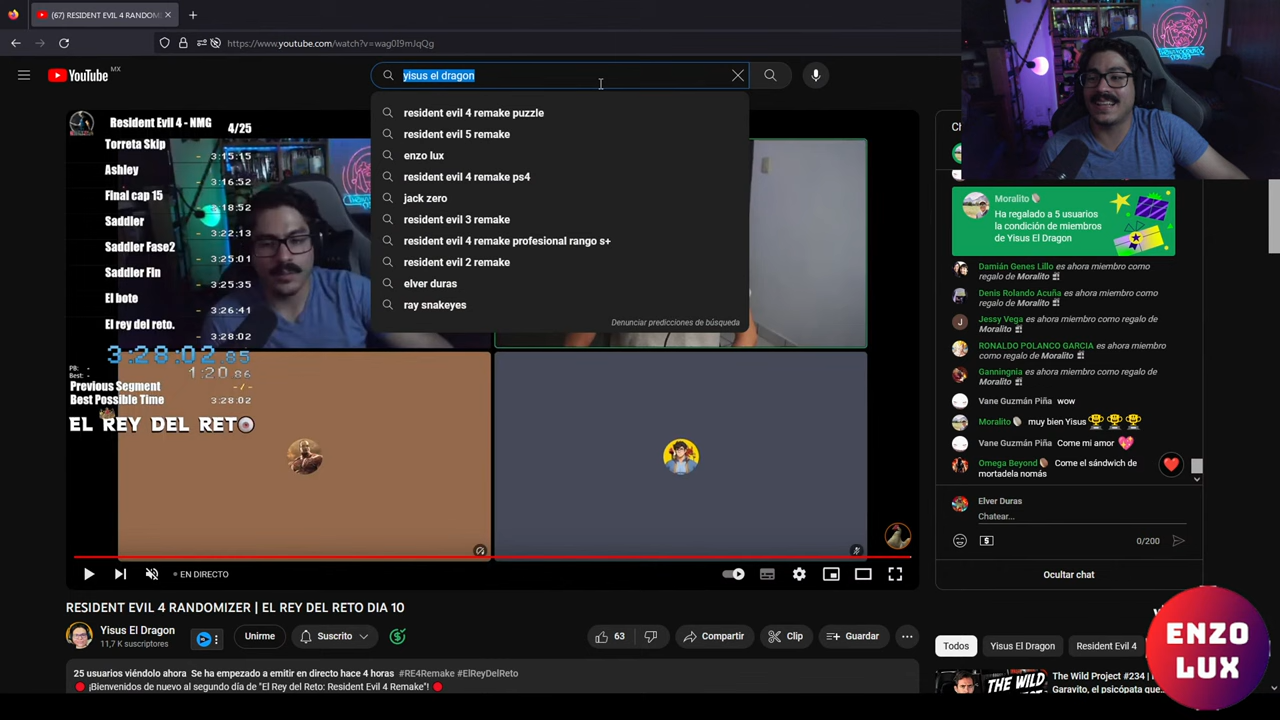 (67) RESIDENT EVIL 4 RANDOM
https://www.youtube.com/watch?v=wag0I9mJqQg
YouTube MX
yisus el dragon
resident evil 4 remake puzzle
resident evil 5 remake
enzo lux
resident evil 4 remake ps4
jack zero
resident evil 3 remake
resident evil 4 remake profesional rango s+
resident evil 2 remake
elver duras
ray snakeyes
Denunciar predicciones de búsqueda
Resident Evil 4 - NMG
4/25
Torreta Skip - 3:15:15
Ashley - 3:16:52
Final cap 15 - 3:18:52
Saddler - 3:22:13
Saddler Fase2 - 3:25:01
Saddler Fin - 3:25:35
El bote - 3:26:41
El rey del reto. 3:28:02
3:28:02.85
PB: -
Best: -
1:20.86
Previous Segment -/-
Best Possible Time 3:28:02
EL REY DEL RETO
EN DIRECTO
RESIDENT EVIL 4 RANDOMIZER | EL REY DEL RETO DIA 10
Yisus El Dragon
11,7 K suscriptores
Unirme
Suscrito
63
Compartir
Clip
Guardar
25 usuarios viéndolo ahora Se ha empezado a emitir en directo hace 4 horas #RE4Remake #ElReyDelReto
¡Bienvenidos de nuevo al segundo día de "El Rey del Reto: Resident Evil 4 Remake"!
Moralito
Ha regalado a 5 usuarios
la condición de miembros
de Yisus El Dragon
Damián Genes Lillo es ahora miembro como
regalo de Moralito
Denis Rolando Acuña es ahora miembro como
regalo de Moralito
Jessy Vega es ahora miembro como regalo de
Moralito
RONALDO POLANCO GARCIA es ahora miembro
como regalo de Moralito
Ganningnia es ahora miembro como regalo de
Moralito
Vane Guzmán Piña wow
Moralito muy bien Yisus
Vane Guzmán Piña Come mi amor
Omega Beyond Come el sándwich de
mortadela nomás
Elver Duras
Chatear...
0/200
Ocultar chat
Todos
Yisus El Dragon
Resident Evil 4
THE WILD
The Wild Project #234 |
Garavito, el psicópata que...
ENZO
LUX